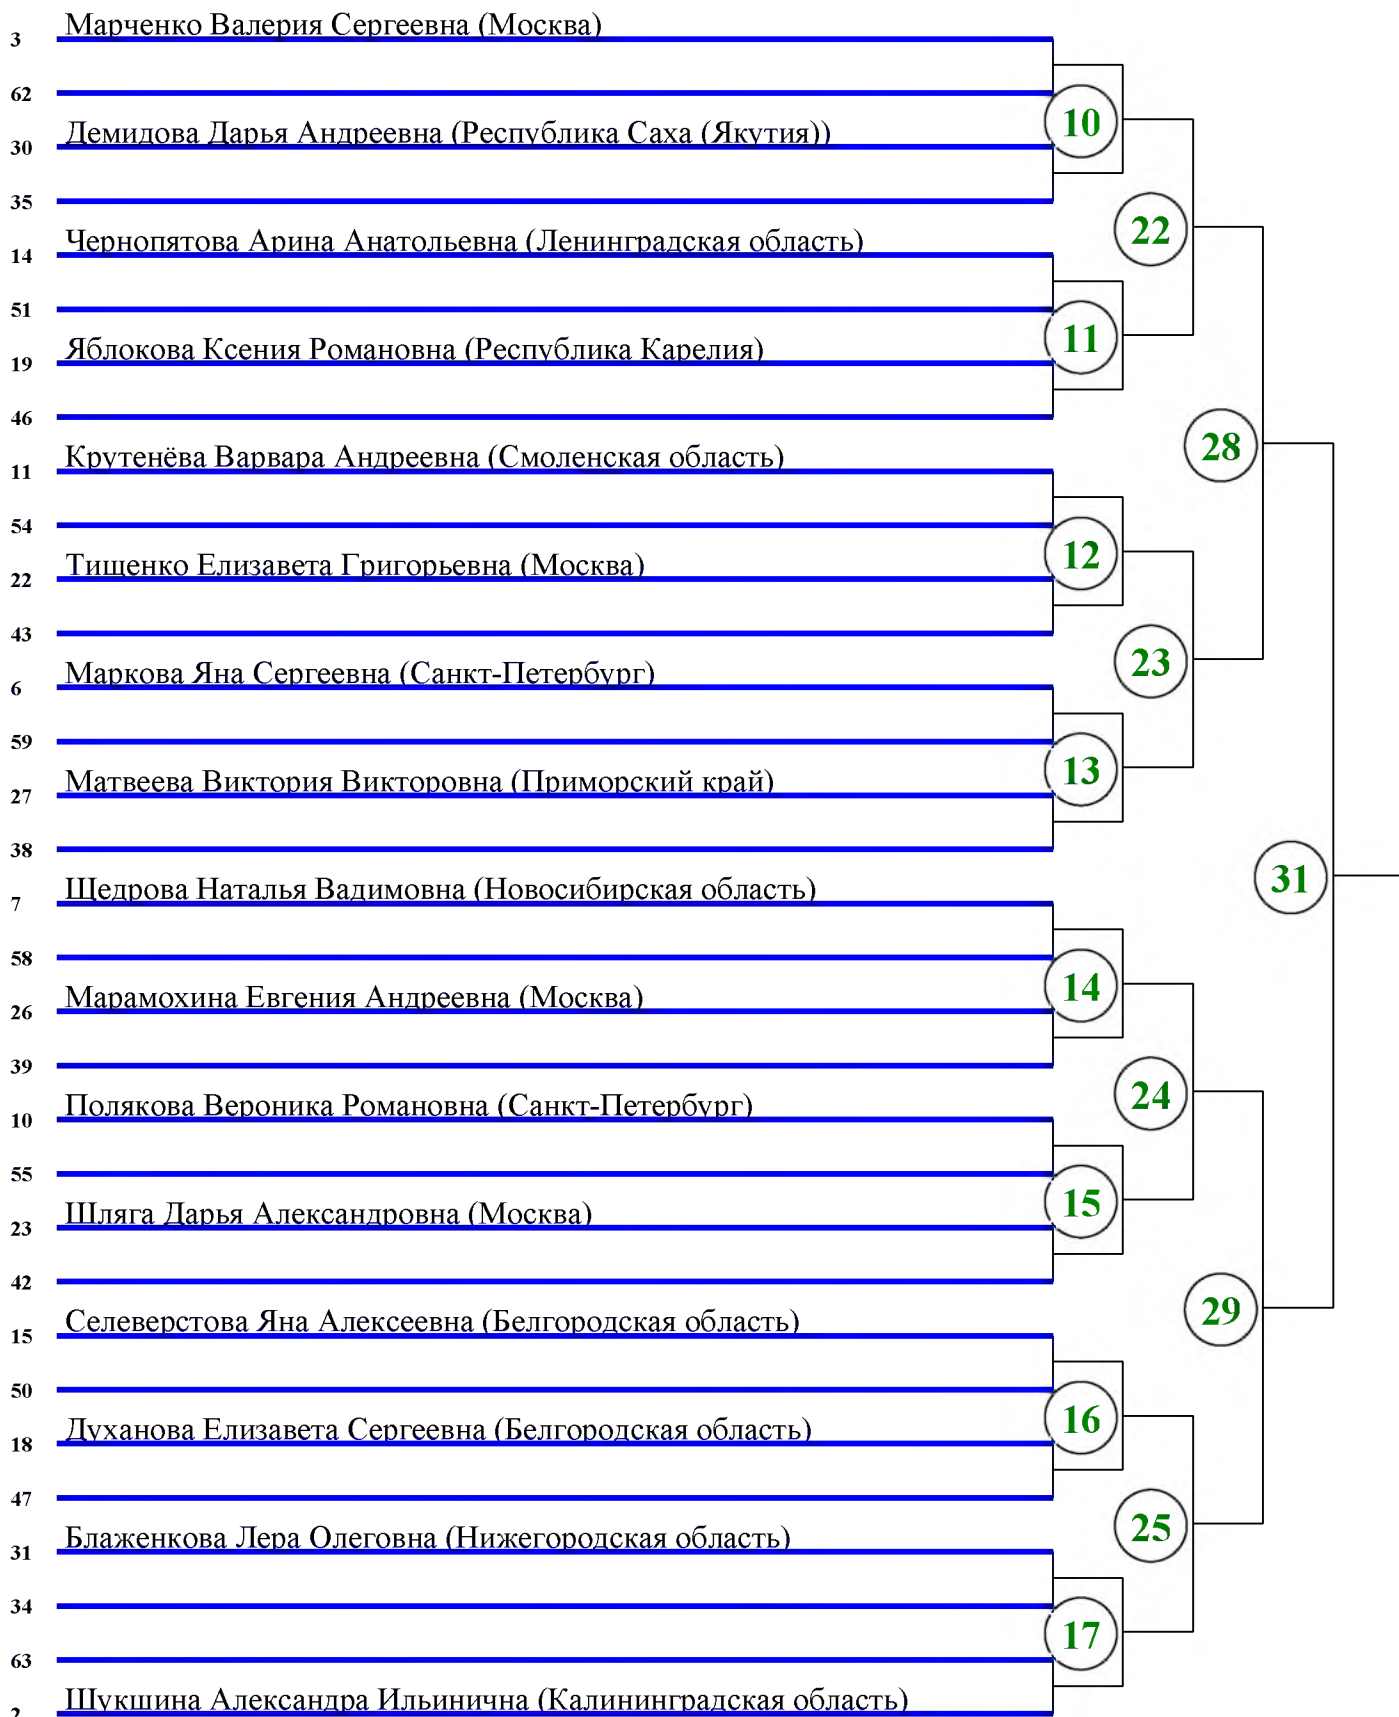 Марченко Валерия Сергеевна (Москва)
3
62
10
Демидова Дарья Андреевна (Республика Саха (Якутия))
30
35
22
Чернопятова Арина Анатольевна (Ленинградская область)
14
51
11
Яблокова Ксения Романовна (Республика Карелия)
19
46
28
Крутенёва Варвара Андреевна (Смоленская область)
11
54
12
Тищенко Елизавета Григорьевна (Москва)
22
43
23
Маркова Яна Сергеевна (Санкт-Петербург)
6
59
13
Матвеева Виктория Викторовна (Приморский край)
27
38
31
Щедрова Наталья Вадимовна (Новосибирская область)
7
58
14
Марамохина Евгения Андреевна (Москва)
26
39
24
Полякова Вероника Романовна (Санкт-Петербург)
10
55
15
Шляга Дарья Александровна (Москва)
23
42
29
Селеверстова Яна Алексеевна (Белгородская область)
15
50
16
Духанова Елизавета Сергеевна (Белгородская область)
18
47
25
Блаженкова Лера Олеговна (Нижегородская область)
31
34
17
63
Шукшина Александра Ильинична (Калининградская область)
2